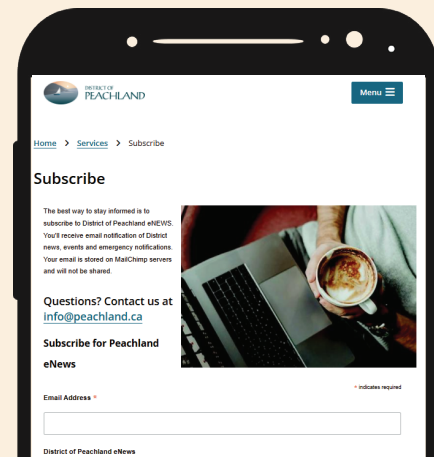 DISTRICT OF
PEACHLAND
Menu
Home > Services > Subscribe
Subscribe
The best way to stay informed is to
subscribe to District of Peachland eNEWS.
You'll receive email notification of District
news, events and emergency notifications.
Your email is stored on MailChimp servers
and will not be shared.
Questions? Contact us at
info@peachland.ca
Subscribe for Peachland
eNews
* indicates required
Email Address *
District of Peachland eNews